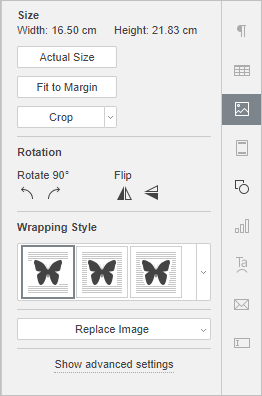 Size
Width: 16.50 cm Height: 21.83 cm
Actual Size
Fit to Margin
Crop
Rotation
Rotate 90° Flip
Wrapping Style
Replace Image
Show advanced settings
Ta